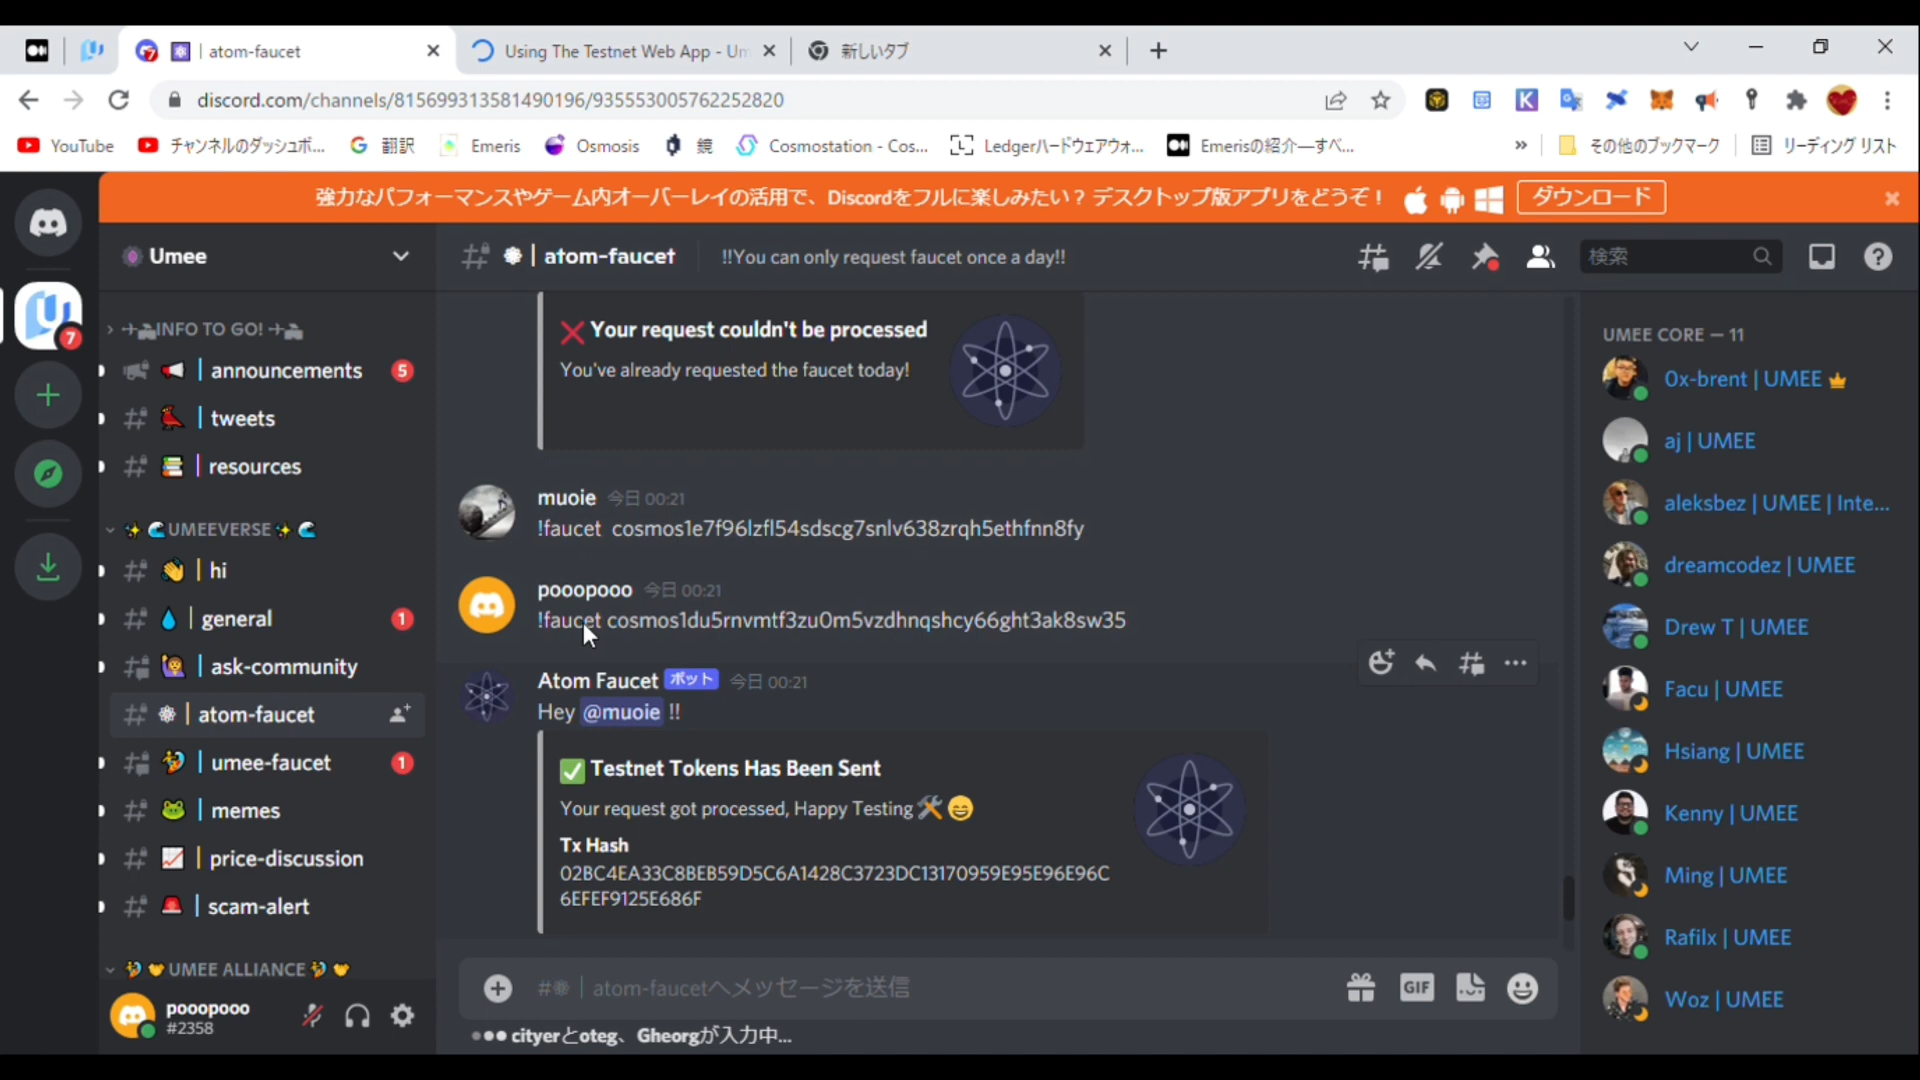 | atom-faucet
Using The Testnet Web App - Um
新しいタブ
discord.com/channels/815699313581490196/935553005762252820
YouTube
チャンネルのダッシュボ...
翻訳
Emeris
Osmosis
鏡
Cosmostation - Cos...
Ledgerハードウェアウォ...
Emerisの紹介—すべ...
»
その他のブックマーク
リーディング リスト
強力なパフォーマンスやゲーム内オーバーレイの活用で、Discordをフルに楽しみたい？ デスクトップ版アプリをどうぞ！
ダウンロード
Umee
| atom-faucet
!!You can only request faucet once a day!!
検索
7
INFO TO GO!
| announcements
5
| tweets
| resources
UMEEVERSE
| hi
| general
1
| ask-community
| atom-faucet
| umee-faucet
1
| memes
| price-discussion
| scam-alert
UMEE ALLIANCE
pooopooo
#2358
Your request couldn't be processed
You've already requested the faucet today!
muoie 今日 00:21
!faucet cosmos1e7f96lzfl54sdscg7snlv638zrqh5ethfnn8fy
pooopooo 今日 00:21
!faucet cosmos1du5rnvmtf3zu0m5vzdhnqshcy66ght3ak8sw35
Atom Faucet ボット 今日 00:21
Hey @muoie !!
Testnet Tokens Has Been Sent
Your request got processed, Happy Testing
Tx Hash
02BC4EA33C8BEB59D5C6A1428C3723DC13170959E95E96E96C
6EFEF9125E686F
#| atom-faucetへメッセージを送信
GIF
cityerとoteg、Gheorgが入力中...
UMEE CORE — 11
0x-brent | UMEE
aj | UMEE
aleksbez | UMEE | Inte...
dreamcodez | UMEE
Drew T | UMEE
Facu | UMEE
Hsiang | UMEE
Kenny | UMEE
Ming | UMEE
Rafilx | UMEE
Woz | UMEE